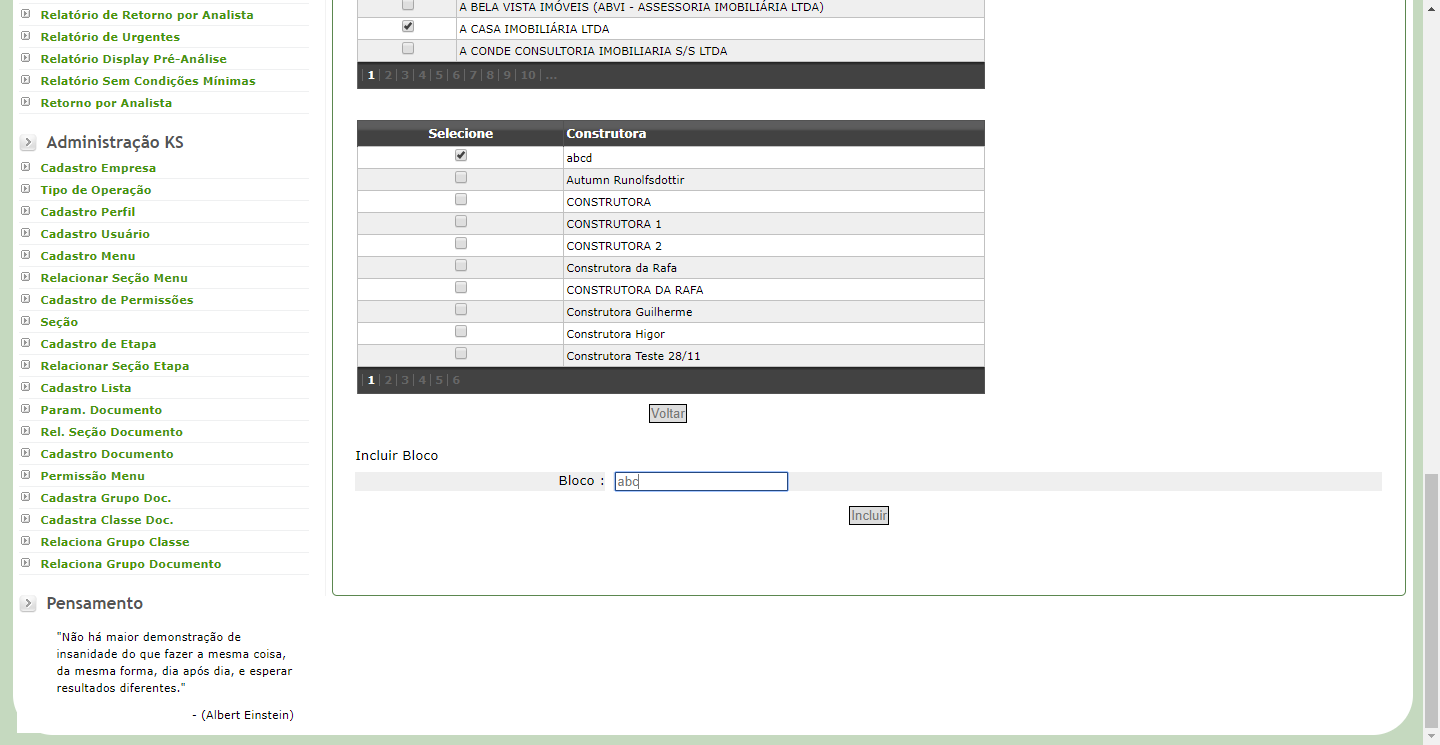 Relatório de Retorno por Analista
Relatório de Urgentes
Relatório Display Pré-Análise
Relatório Sem Condições Mínimas
Retorno por Analista
Administração KS
Cadastro Empresa
Tipo de Operação
Cadastro Perfil
Cadastro Usuário
Cadastro Menu
Relacionar Seção Menu
Cadastro de Permissões
Seção
Cadastro de Etapa
Relacionar Seção Etapa
Cadastro Lista
Param. Documento
Rel. Seção Documento
Cadastro Documento
Permissão Menu
Cadastra Grupo Doc.
Cadastra Classe Doc.
Relaciona Grupo Classe
Relaciona Grupo Documento
Pensamento
"Não há maior demonstração de
insanidade do que fazer a mesma coisa,
da mesma forma, dia após dia, e esperar
resultados diferentes."
- (Albert Einstein)
A BELA VISTA IMÓVEIS (ABVI - ASSESSORIA IMOBILIÁRIA LTDA)
A CASA IMOBILIÁRIA LTDA
A CONDE CONSULTORIA IMOBILIARIA S/S LTDA
| 1 | 2 | 3 | 4 | 5 | 6 | 7 | 8 | 9 | 10 | ...
Selecione Construtora
abcd
Autumn Runolfsdottir
CONSTRUTORA
CONSTRUTORA 1
CONSTRUTORA 2
Construtora da Rafa
CONSTRUTORA DA RAFA
Construtora Guilherme
Construtora Higor
Construtora Teste 28/11
| 1 | 2 | 3 | 4 | 5 | 6
Voltar
Incluir Bloco
Bloco : abc
Incluir